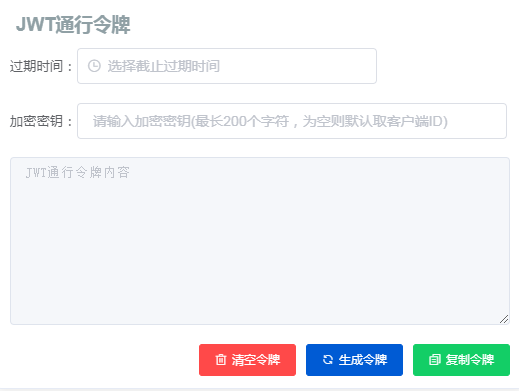 JWT通行令牌
过期时间： 选择截止过期时间
加密密钥： 请输入加密密钥(最长200个字符，为空则默认取客户端ID)
JWT通行令牌内容
清空令牌 生成令牌 复制令牌